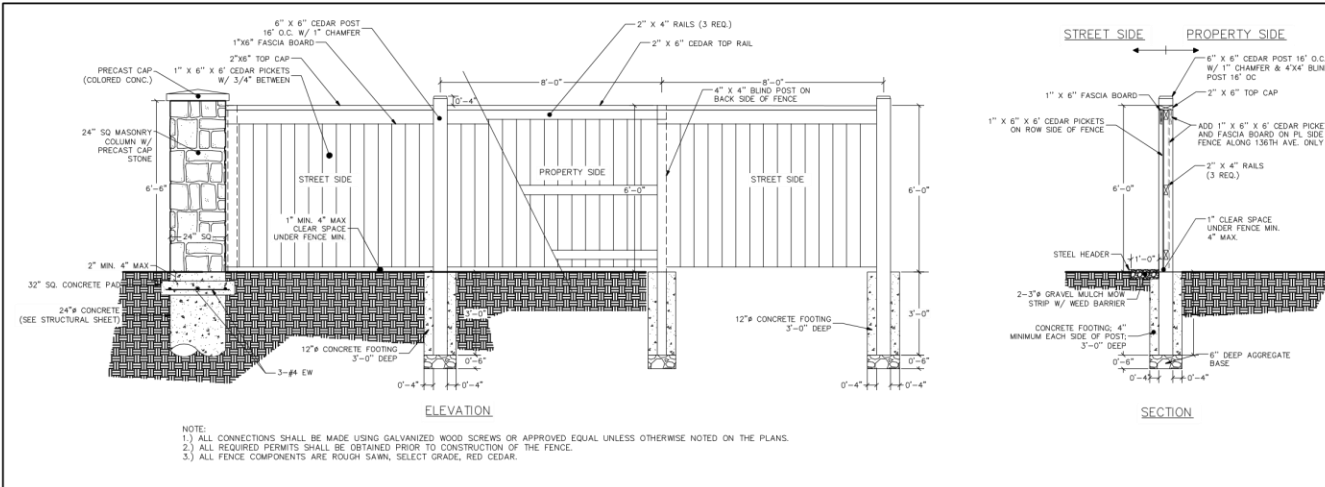 6" X 6" CEDAR POST
16' O.C. W/ 1" CHAMFER
1"X6" FASCIA BOARD
2"X6" TOP CAP
1" X 6" X 6' CEDAR PICKETS
W/ 3/4" BETWEEN
PRECAST CAP
(COLORED CONC.)
24" SQ MASONRY
COLUMN W/
PRECAST CAP
STONE
6'-6"
24" SQ
2" MIN. 4" MAX
32" SQ. CONCRETE PAD
24"ø CONCRETE
(SEE STRUCTURAL SHEET)
3-#4 EW
STREET SIDE
1" MIN. 4" MAX
CLEAR SPACE
UNDER FENCE MIN.
12"ø CONCRETE FOOTING
3'-0" DEEP
2" X 4" RAILS (3 REQ.)
2" X 6" CEDAR TOP RAIL
8'-0"
8'-0"
0'-4"
4" X 4" BLIND POST ON
BACK SIDE OF FENCE
PROPERTY SIDE
6'-0"
STREET SIDE
6'-0"
3'-0"
0'-6"
0'-4"
0'-4"
12"ø CONCRETE FOOTING
3'-0" DEEP
3'-0"
0'-6"
0'-4"
0'-4"
ELEVATION
NOTE:
1.) ALL CONNECTIONS SHALL BE MADE USING GALVANIZED WOOD SCREWS OR APPROVED EQUAL UNLESS OTHERWISE NOTED ON THE PLANS.
2.) ALL REQUIRED PERMITS SHALL BE OBTAINED PRIOR TO CONSTRUCTION OF THE FENCE.
3.) ALL FENCE COMPONENTS ARE ROUGH SAWN, SELECT GRADE, RED CEDAR.
STREET SIDE
PROPERTY SIDE
6" X 6" CEDAR POST 16' O.C.
W/ 1" CHAMFER & 4'X4' BLIN
POST 16' OC
1" X 6" FASCIA BOARD
2" X 6" TOP CAP
1" X 6" X 6' CEDAR PICKETS
ON ROW SIDE OF FENCE
ADD 1" X 6" X 6' CEDAR PICKE
AND FASCIA BOARD ON PL SIDE
FENCE ALONG 136TH AVE. ONLY
2" X 4" RAILS
(3 REQ.)
6'-0"
1" CLEAR SPACE
UNDER FENCE MIN.
4" MAX.
1'-0"
STEEL HEADER
2-3"ø GRAVEL MULCH MOW
STRIP W/ WEED BARRIER
CONCRETE FOOTING; 4"
MINIMUM EACH SIDE OF POST;
3'-0" DEEP
3'-0"
0'-6"
6" DEEP AGGREGATE
BASE
0'-4"
0'-4"
SECTION